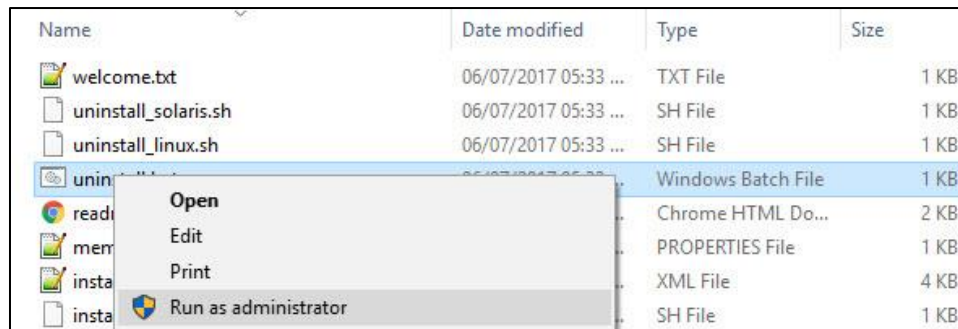 Name Date modified Type Size
welcome.txt 06/07/2017 05:33 ... TXT File 1 KB
uninstall_solaris.sh 06/07/2017 05:33 ... SH File 1 KB
uninstall_linux.sh 06/07/2017 05:33 ... SH File 1 KB
Windows Batch File 1 KB
Open
Chrome HTML Do... 2 KB
Edit
PROPERTIES File 1 KB
Print
insta XML File 4 KB
Run as administrator
insta SH File 1 KB